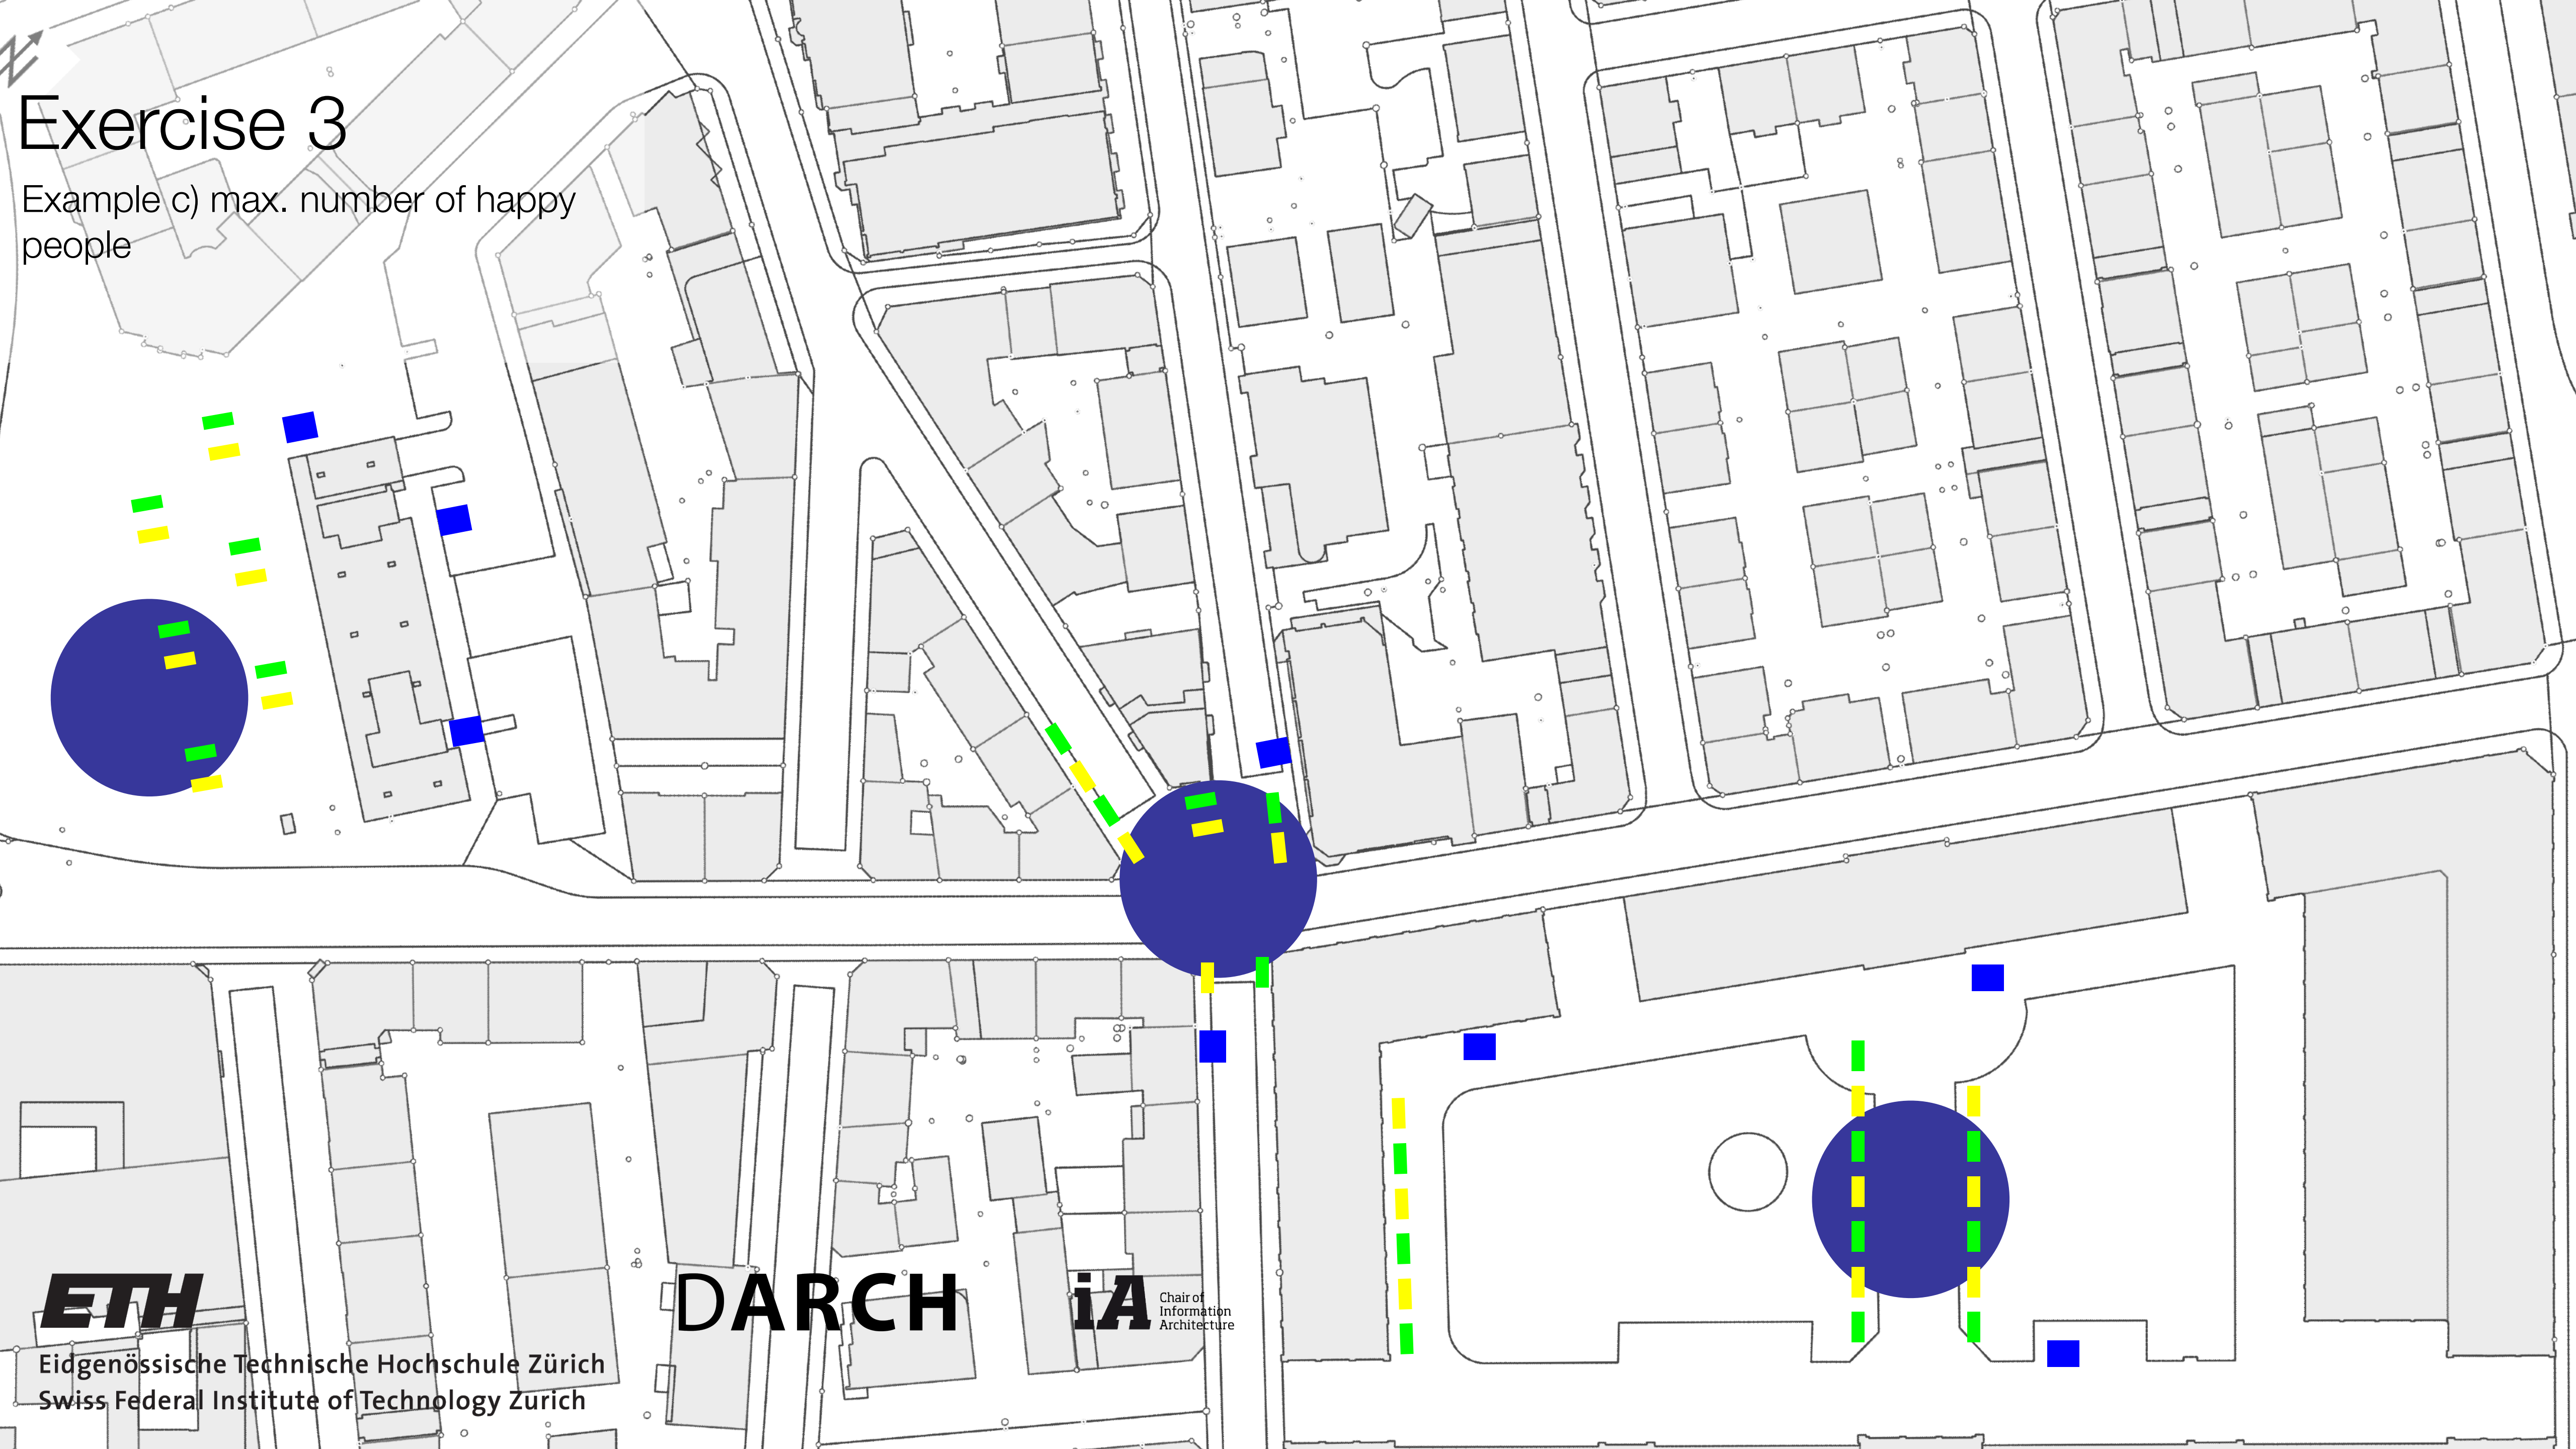 Exercise 3
Example c) max. number of happy
people
ETH
DARCH
iA
Chair of
Information
Architecture
Eidgenössische Technische Hochschule Zürich
Swiss Federal Institute of Technology Zurich